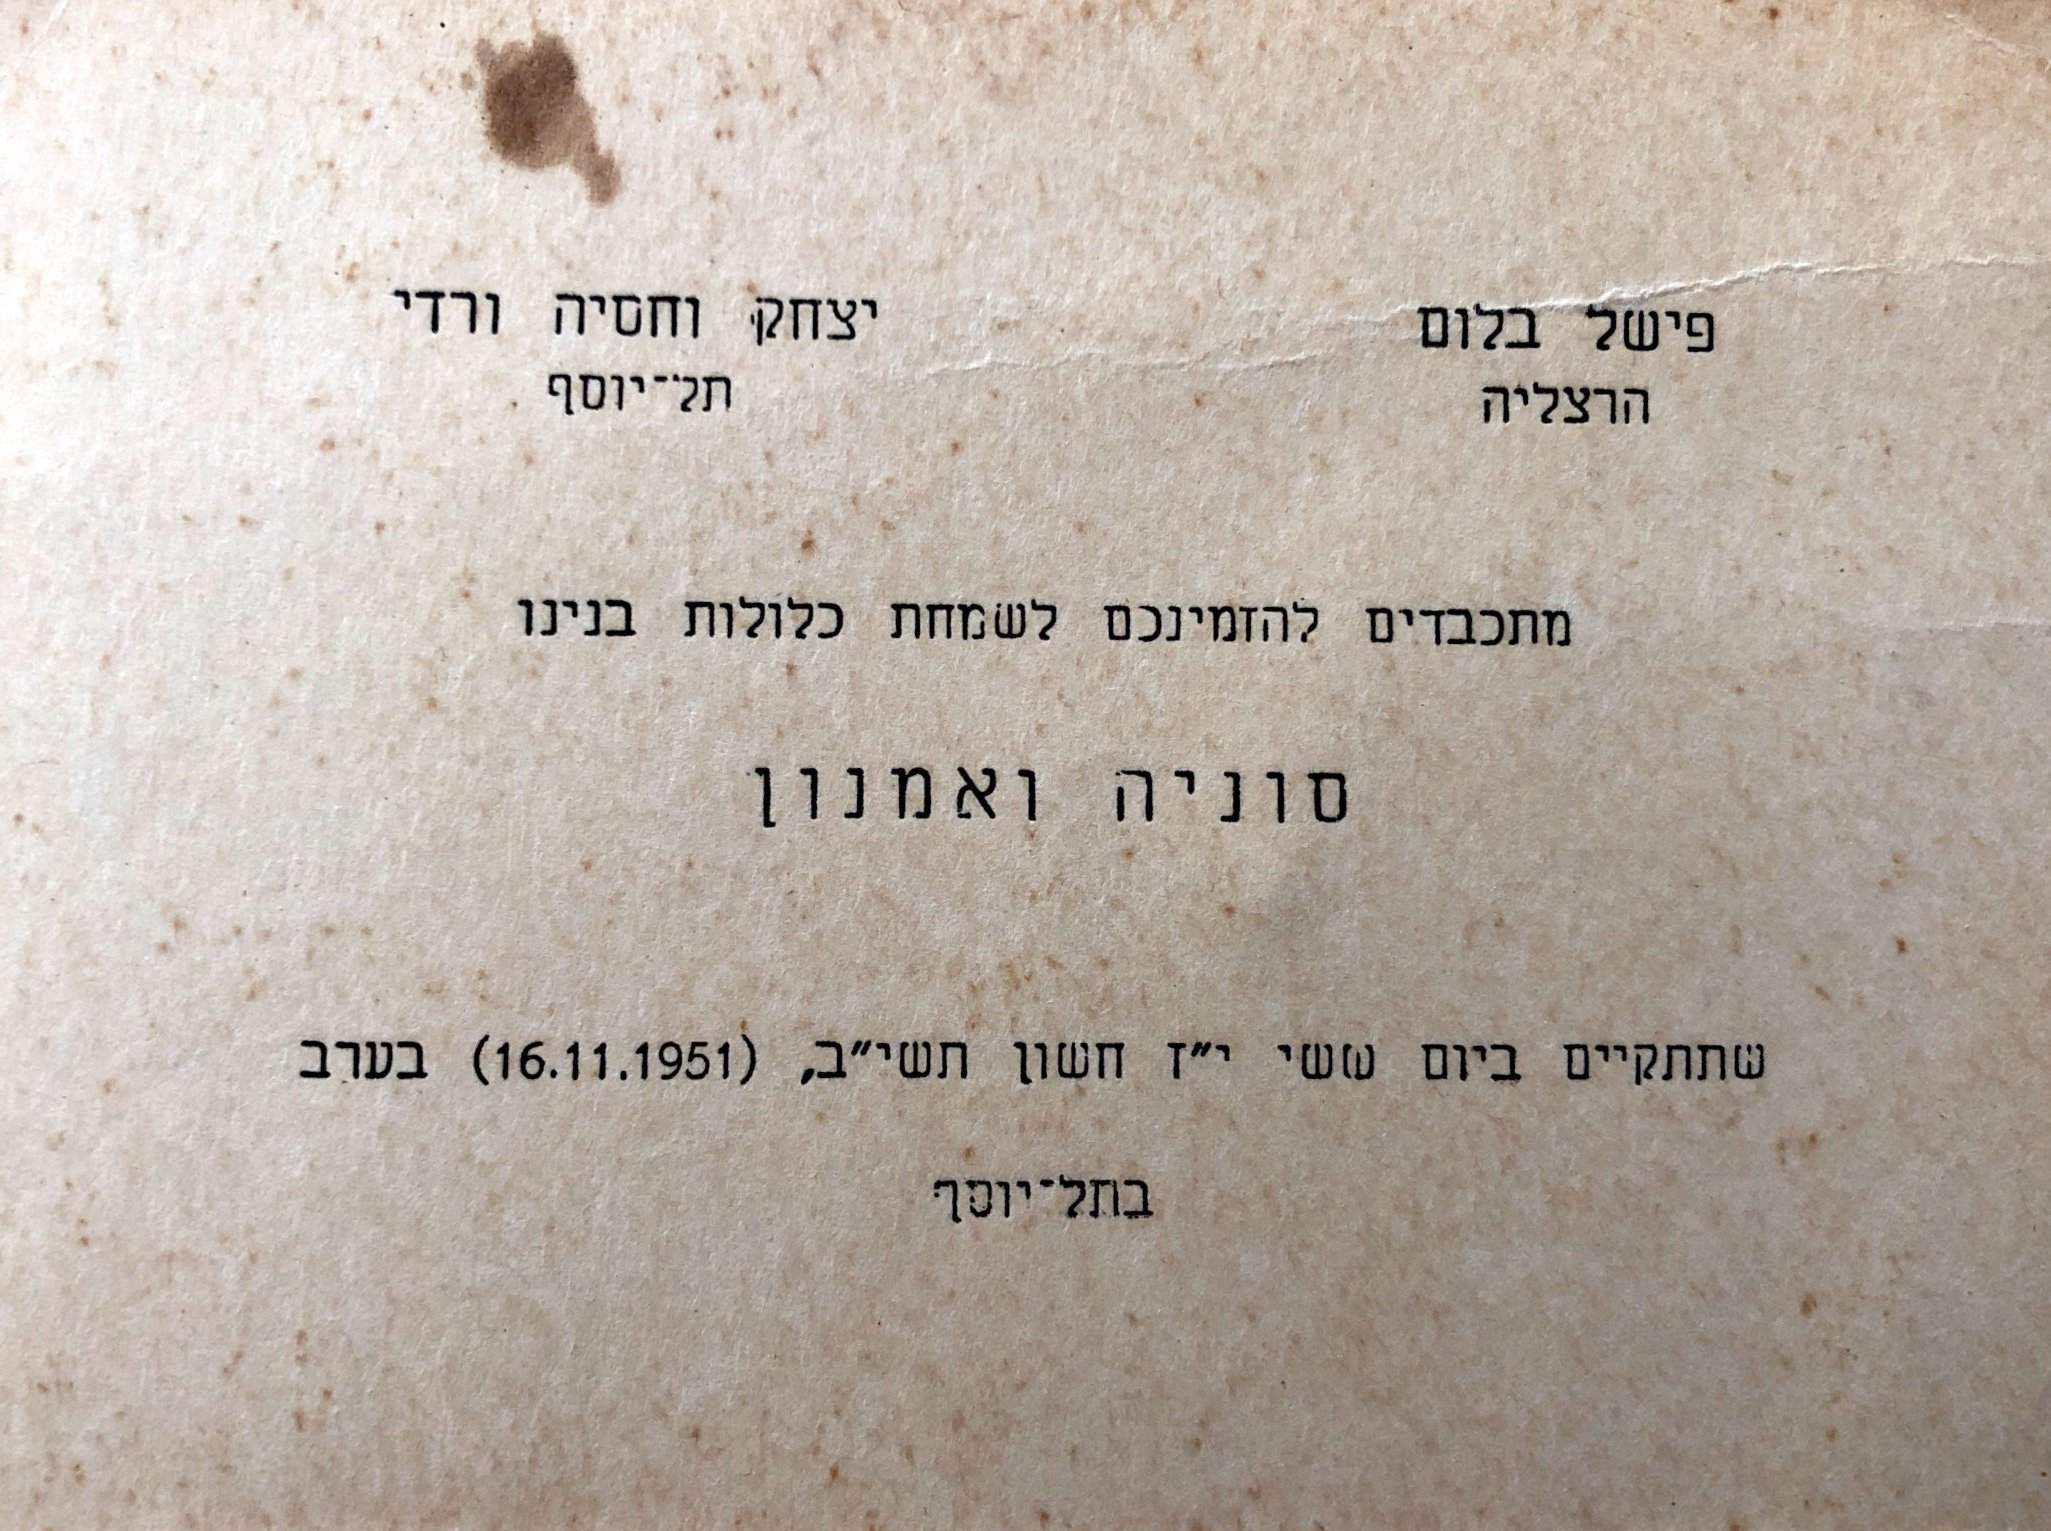 פישל בלום
הרצליה
יצחק וחסיה ורדי
תל־יוסף
מתכבדים להזמינכם לשמחת כלולות בנינו
סוניה ואמנון
שתתקיים ביום ששי י״ז חשון תשי״ב, (16.11.1951) בערב
בתל־יוסף